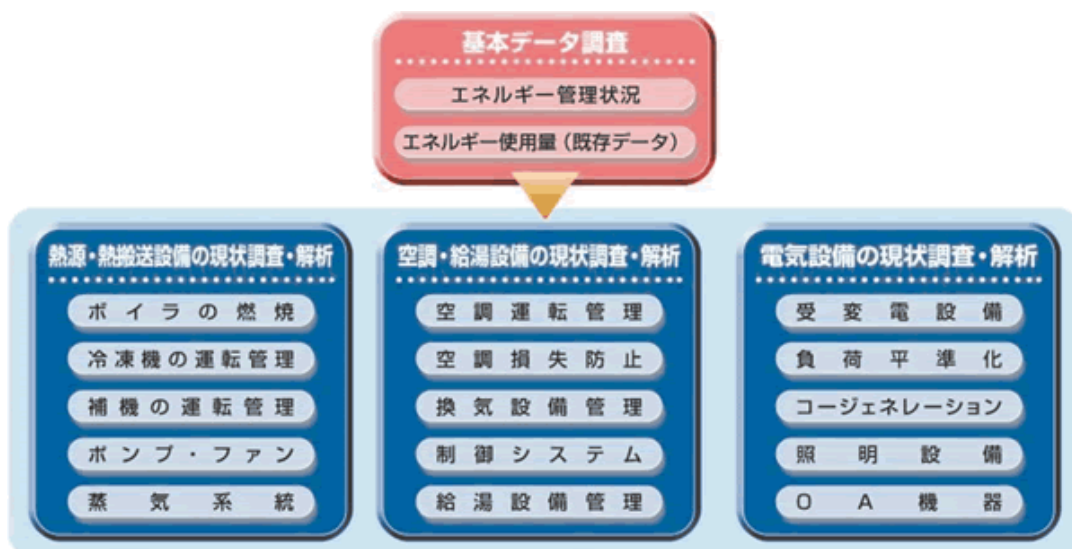 基本データ調査
エネルギー管理状況
エネルギー使用量(既存データ)
熱源・熱搬送設備の現状調査・解析
ボイラの燃焼
冷凍機の運転管理
補機の運転管理
ポンプ・ファン
蒸気系統
空調・給湯設備の現状調査・解析
空調運転管理
空調損失防止
換気設備管理
制御システム
給湯設備管理
電気設備の現状調査・解析
受変電設備
負荷平準化
コージェネレーション
照明設備
OA機器